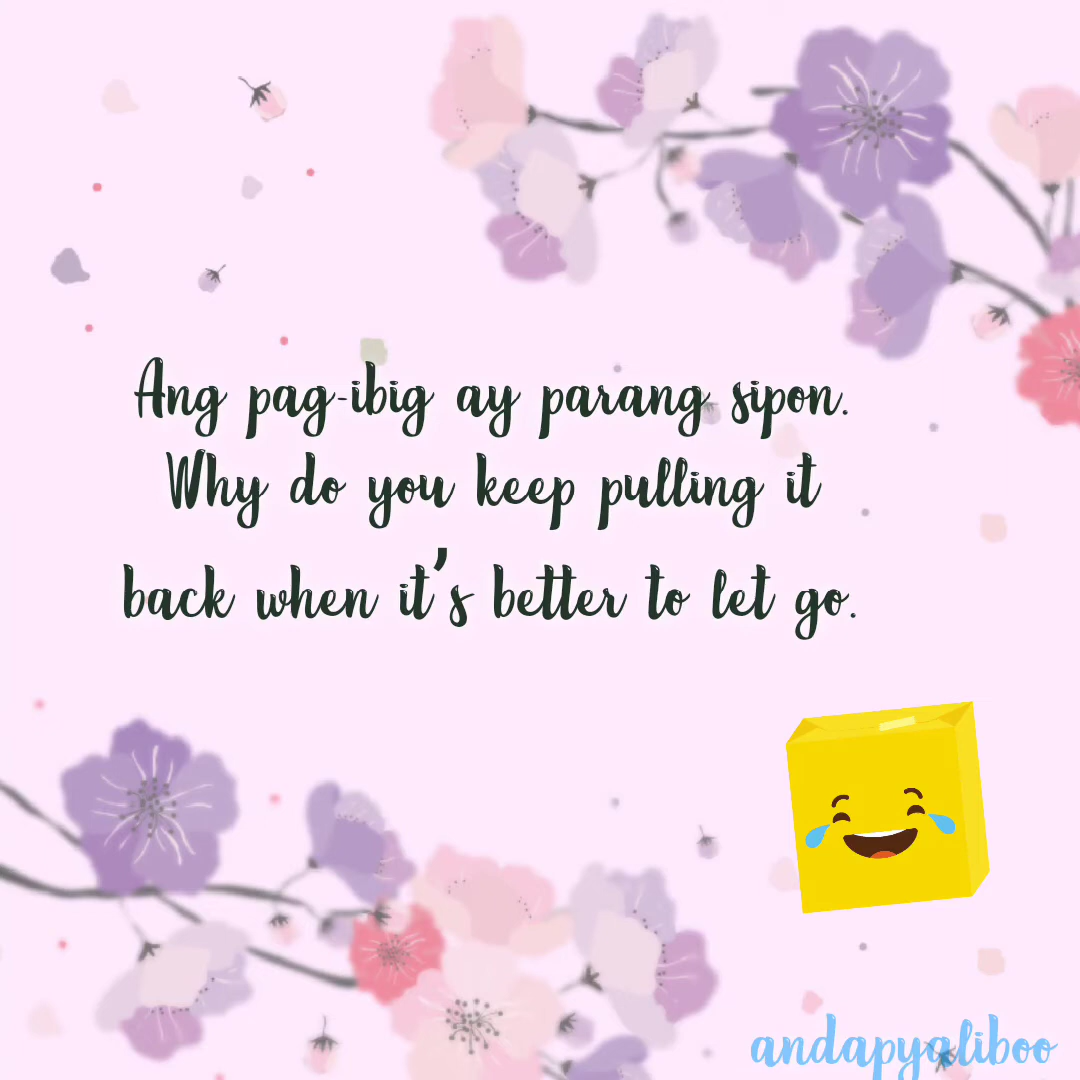 Ang pag-ibig ay parang sipon.
Why do you keep pulling it
back when it's better to let go.
andapyaliboo